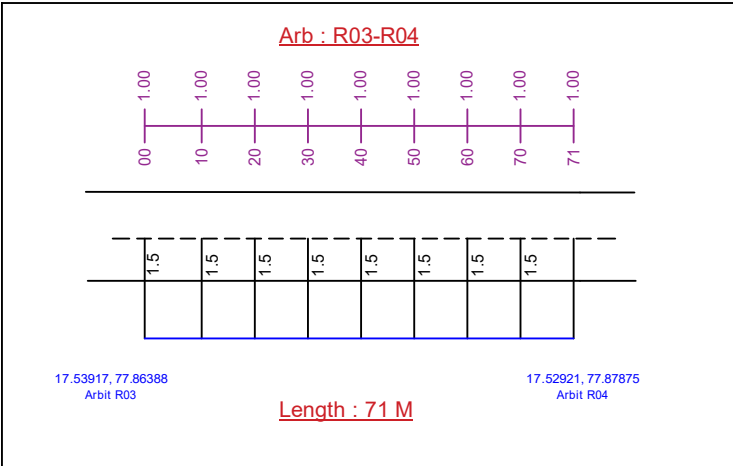 Arb : R03-R04
1.00 1.00 1.00 1.00 1.00 1.00 1.00 1.00 1.00
00 10 20 30 40 50 60 70 71
1.5 1.5 1.5 1.5 1.5 1.5 1.5 1.5
17.53917, 77.86388
Arbit R03
17.52921, 77.87875
Arbit R04
Length : 71 M